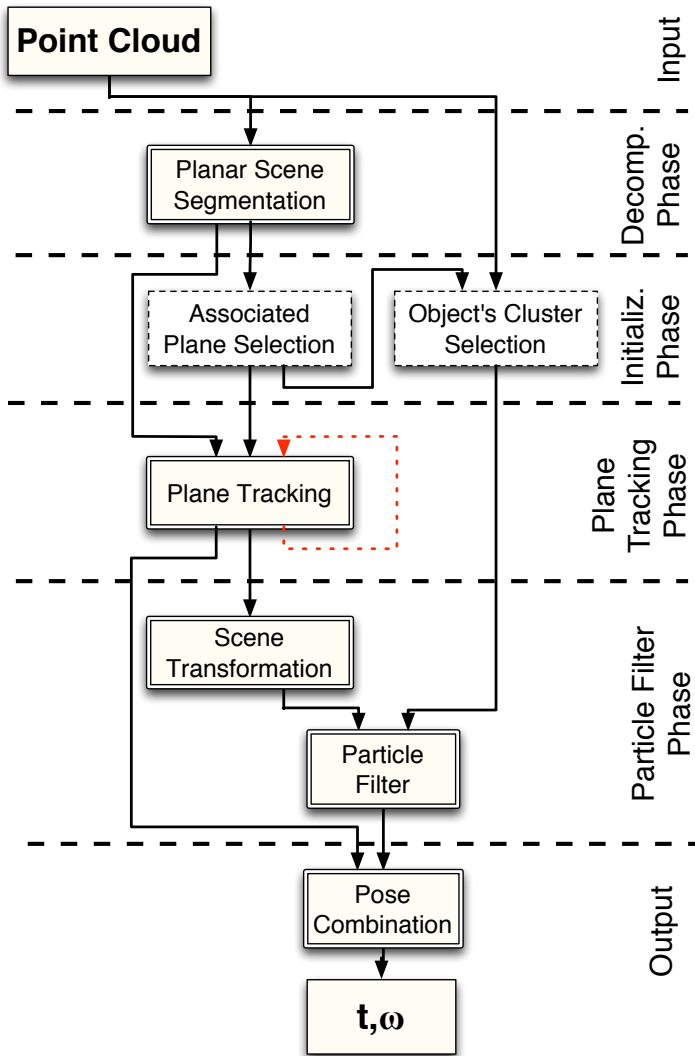 Point Cloud
Input
Planar Scene
Segmentation
Decomp.
Phase
Associated
Plane Selection
Object's Cluster
Selection
Initializ.
Phase
Plane Tracking
Plane
Tracking
Phase
Scene
Transformation
Particle
Filter
Particle Filter
Phase
Pose
Combination
Output
t,ω